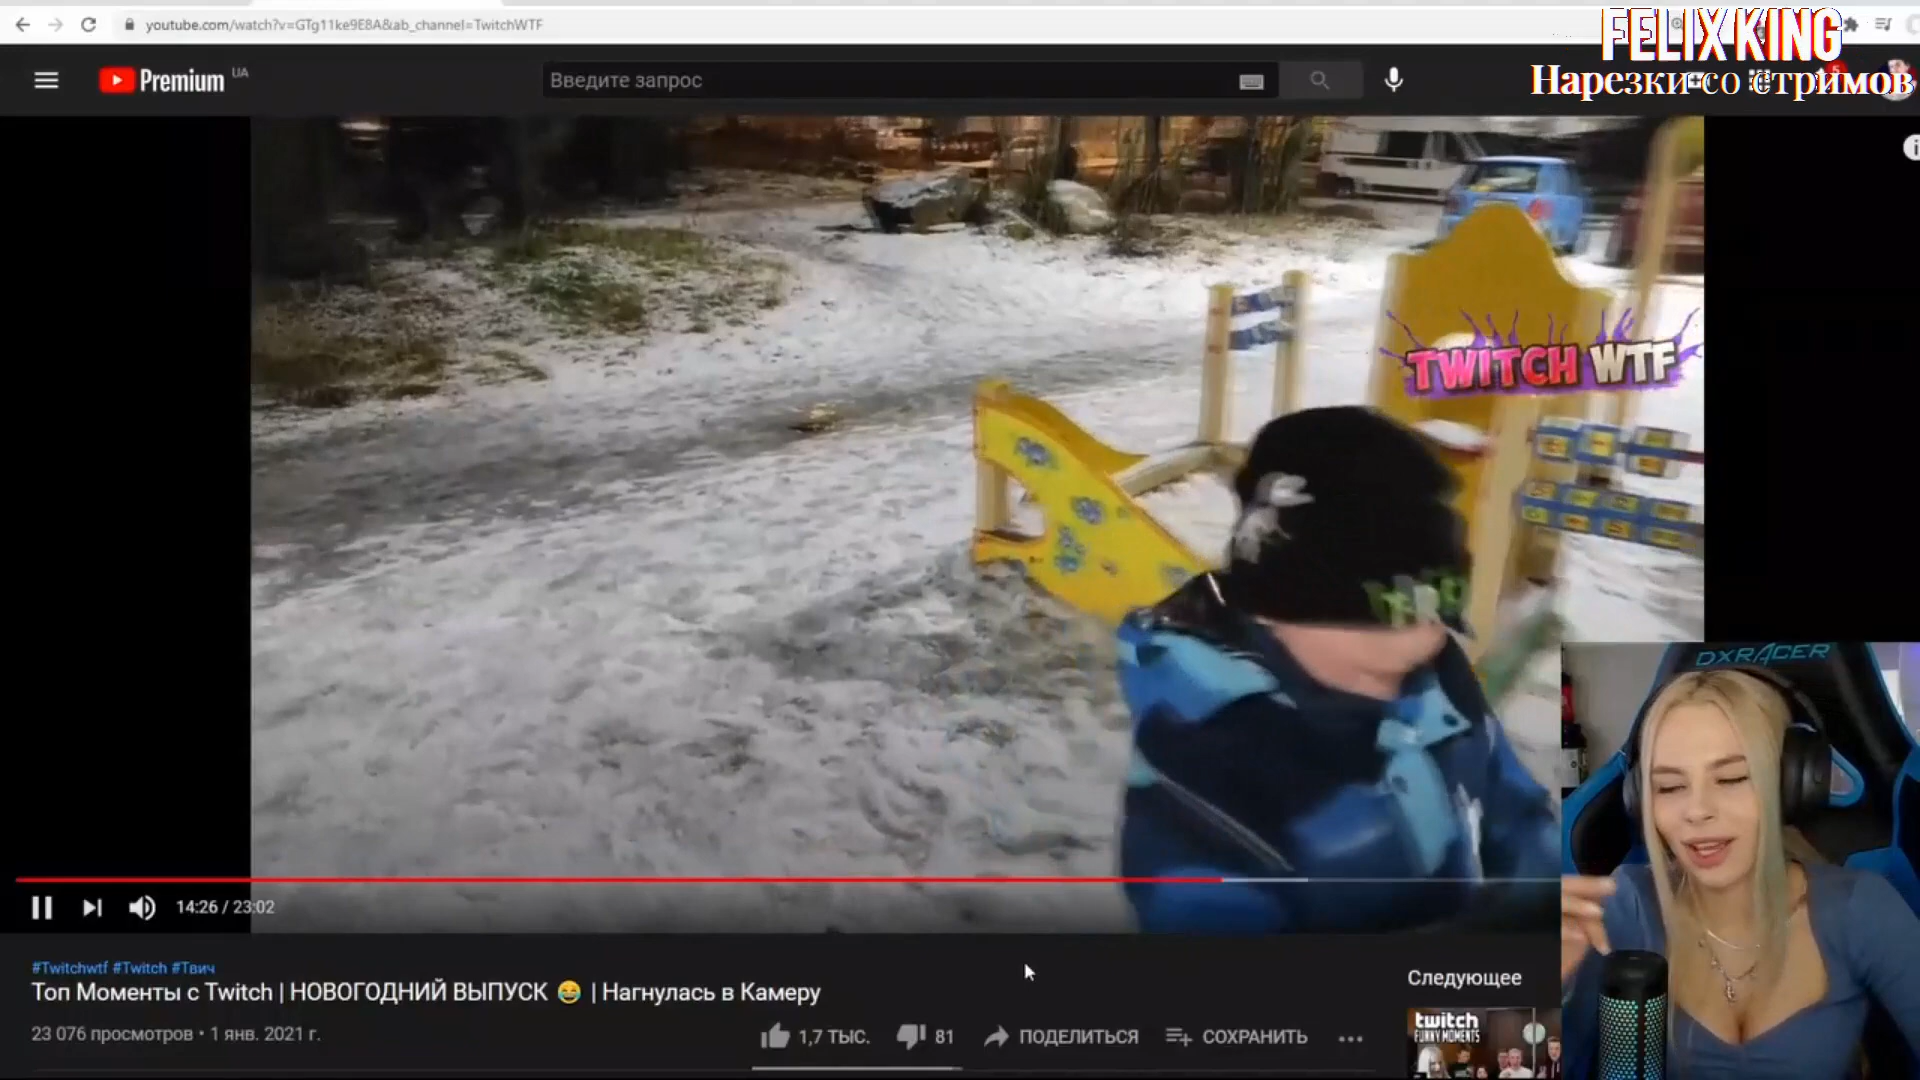 youtube.com/watch?v=GTg11ke9E8A&ab_channel=TwitchWTF
FELIX KING
Нарезки со стримов
Premium UA
Введите запрос
TWITCH WTF
DXRACER
14:26 / 23:02
#Twitchwtf #Twitch #Твич
Топ Моменты с Twitch | НОВОГОДНИЙ ВЫПУСК 😂 | Нагнулась в Камеру
23 076 просмотров • 1 янв. 2021 г.
1,7 ТЫС.
81
ПОДЕЛИТЬСЯ
СОХРАНИТЬ
Следующее
twitch
FUNNY MOMENTS